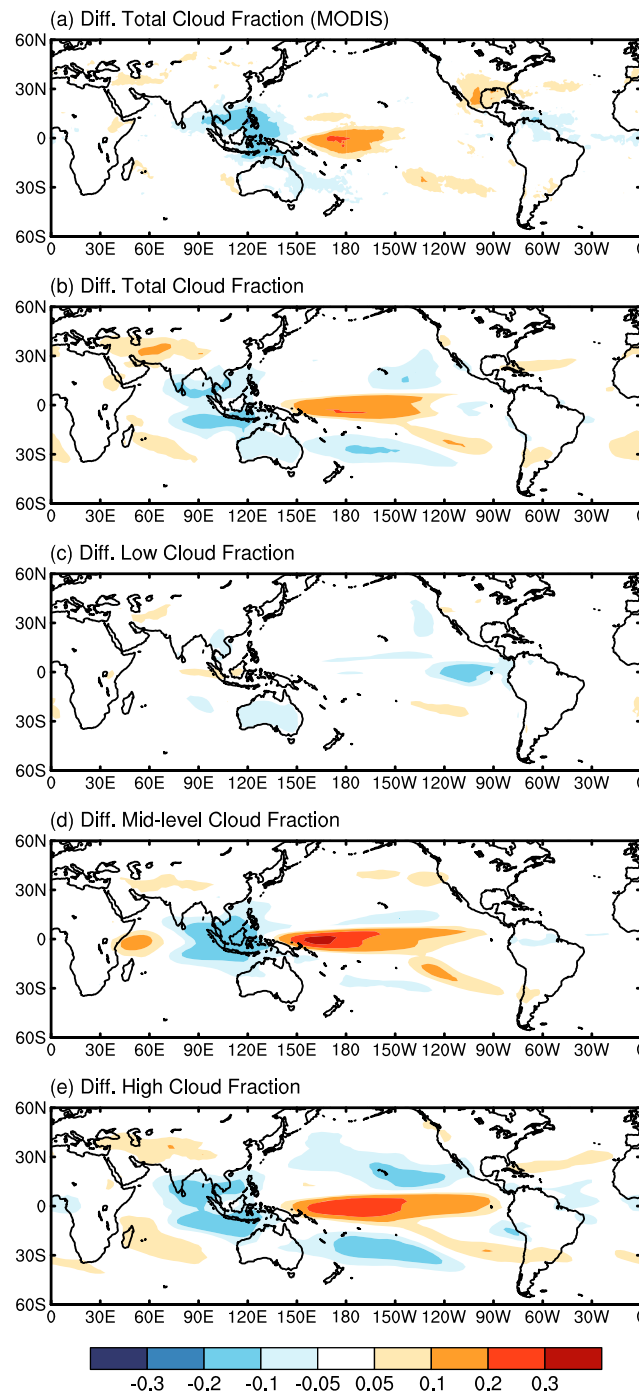 (a) Diff. Total Cloud Fraction (MODIS)
60N
30N
0
30S
60S
0 30E 60E 90E 120E 150E 180 150W 120W 90W 60W 30W 0
(b) Diff. Total Cloud Fraction
60N
30N
0
30S
60S
0 30E 60E 90E 120E 150E 180 150W 120W 90W 60W 30W 0
(c) Diff. Low Cloud Fraction
60N
30N
0
30S
60S
0 30E 60E 90E 120E 150E 180 150W 120W 90W 60W 30W 0
(d) Diff. Mid-level Cloud Fraction
60N
30N
0
30S
60S
0 30E 60E 90E 120E 150E 180 150W 120W 90W 60W 30W 0
(e) Diff. High Cloud Fraction
60N
30N
0
30S
60S
0 30E 60E 90E 120E 150E 180 150W 120W 90W 60W 30W 0
-0.3 -0.2 -0.1 -0.05 0.05 0.1 0.2 0.3